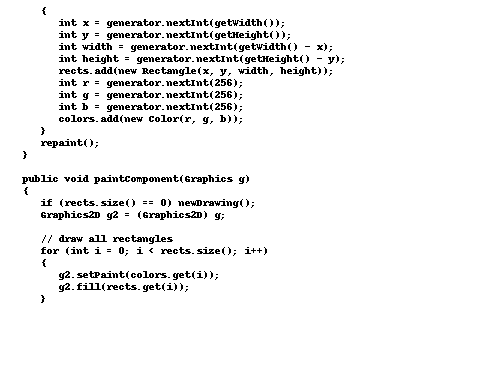 {
int x = generator.nextInt(getWidth());
int y = generator.nextInt(getHeight());
int width = generator.nextInt(getWidth() - x);
int height = generator.nextInt(getHeight() - y);
rects.add(new Rectangle(x, y, width, height));
int r = generator.nextInt(256);
int g = generator.nextInt(256);
int b = generator.nextInt(256);
colors.add(new Color(r, g, b));
}
repaint();
}
public void paintComponent(Graphics g)
{
if (rects.size() == 0) newDrawing();
Graphics2D g2 = (Graphics2D) g;
// draw all rectangles
for (int i = 0; i < rects.size(); i++)
{
g2.setPaint(colors.get(i));
g2.fill(rects.get(i));
}